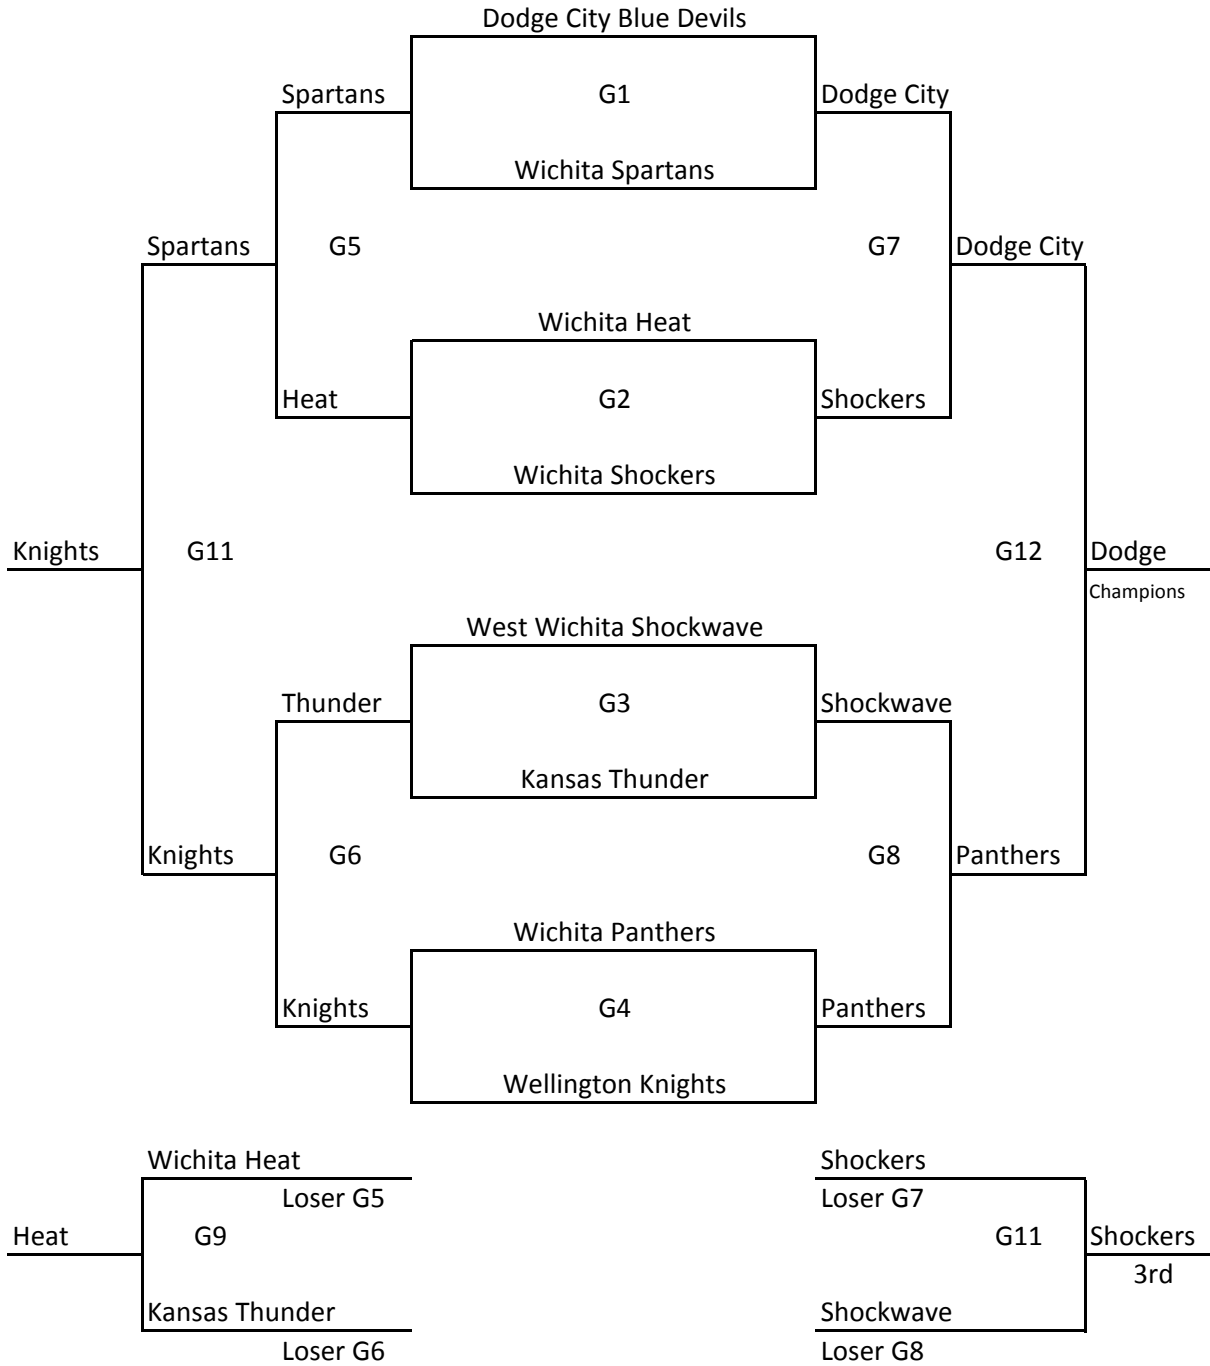 Dodge City Blue Devils
Spartans G1 Dodge City
Wichita Spartans
Spartans G5 G7 Dodge City
Wichita Heat
Heat G2 Shockers
Wichita Shockers
Knights G11 G12 Dodge
Champions
West Wichita Shockwave
Thunder G3 Shockwave
Kansas Thunder
Knights G6 G8 Panthers
Wichita Panthers
Knights G4 Panthers
Wellington Knights
Wichita Heat Shockers
Loser G5 Loser G7
Heat G9 G11 Shockers
3rd
Kansas Thunder Shockwave
Loser G6 Loser G8